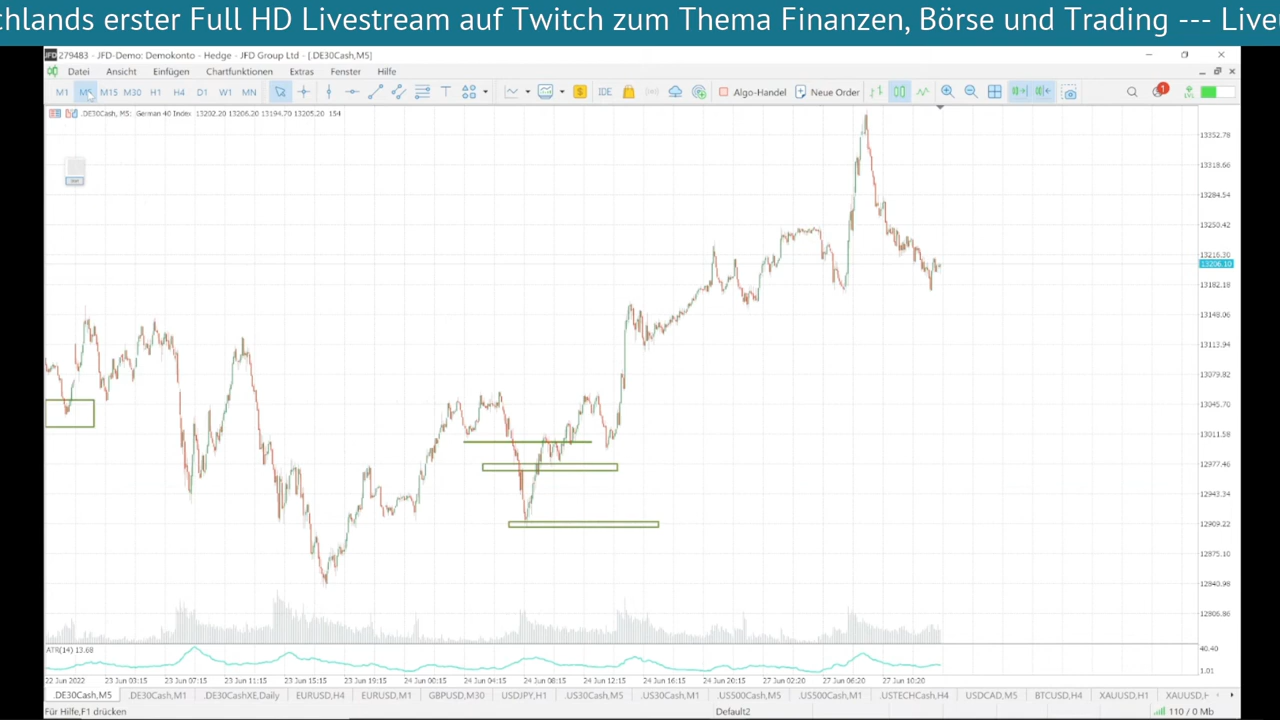 chlands erster Full HD Livestream auf Twitch zum Thema Finanzen, Börse und Trading --- Live
JFD 279483 - JFD-Demo: Demokonto - Hedge - JFD Group Ltd - [.DE30Cash,M5]
Datei Ansicht Einfügen Chartfunktionen Extras Fenster Hilfe
M1 M5 M15 M30 H1 H4 D1 W1 MN T $ IDE Algo-Handel Neue Order 1
.DE30Cash, M5: German 40 Index 13202.20 13206.20 13194.70 13205.20 154
13352.78
13318.66
13284.54
13250.42
13216.30
13206.10
13182.18
13148.06
13113.94
13079.82
13045.70
13011.58
12977.46
12943.34
12909.22
12875.10
12840.98
12806.86
ATR(14) 13.68
40.40
1.01
22 Jun 2022 23 Jun 03:15 23 Jun 07:15 23 Jun 11:15 23 Jun 15:15 23 Jun 19:15 24 Jun 00:15 24 Jun 04:15 24 Jun 08:15 24 Jun 12:15 24 Jun 16:15 24 Jun 20:15 27 Jun 02:20 27 Jun 06:20 27 Jun 10:20
.DE30Cash,M5 .DE30Cash,M1 .DE30CashXE,Daily EURUSD,H4 EURUSD,M1 GBPUSD,M30 USDJPY,H1 .US30Cash,M5 .US30Cash,M1 .US500Cash,M5 .US500Cash,M1 .USTECHCash,H4 USDCAD,M5 BTCUSD,H4 XAUUSD,H1 XAUUSD,H
Für Hilfe,F1 drücken Default2 110 / 0 Mb